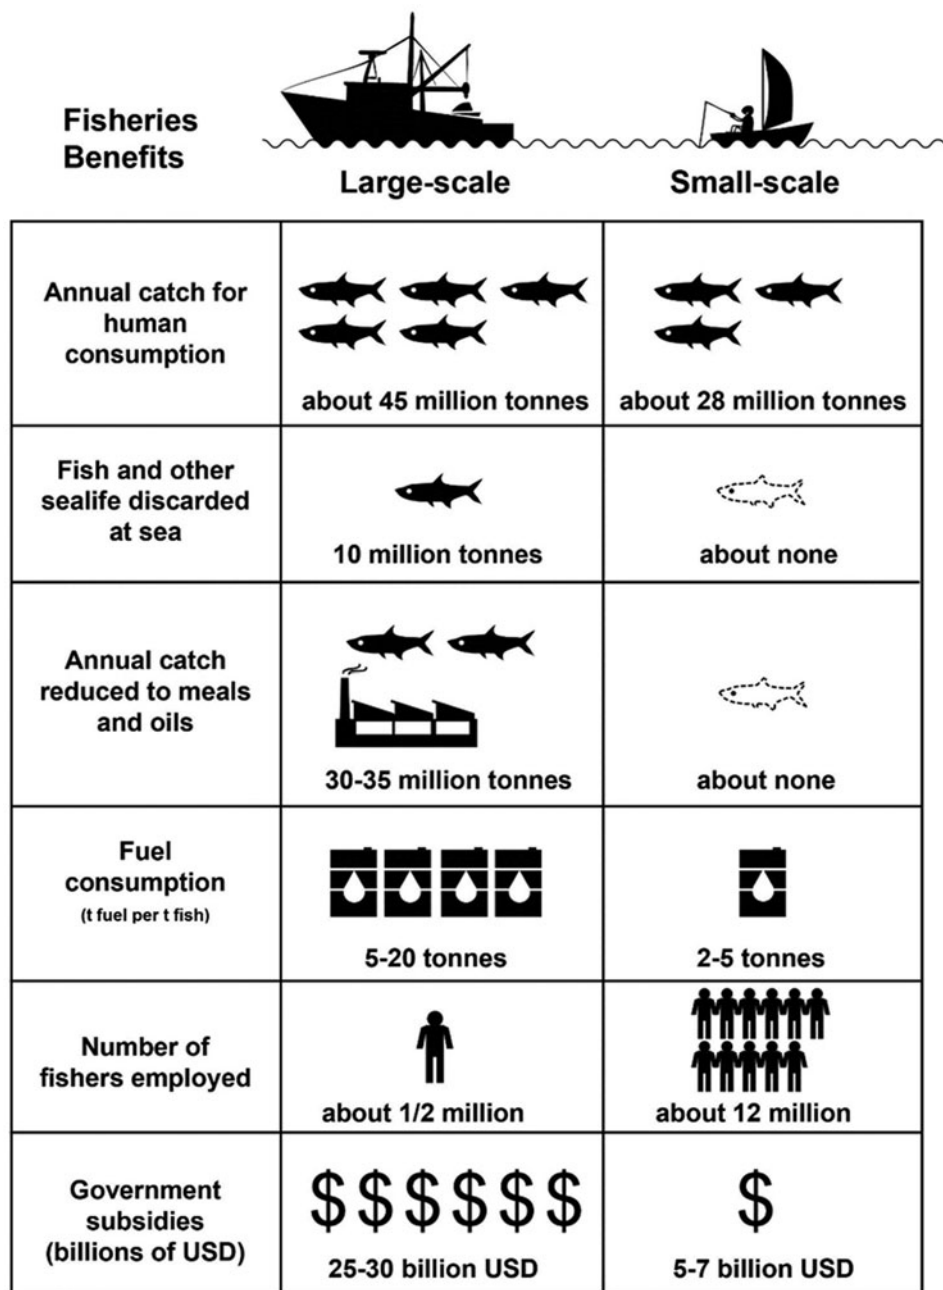 Fisheries
Benefits
Large-scale
Small-scale
Annual catch for
human
consumption
about 45 million tonnes
about 28 million tonnes
Fish and other
sealife discarded
at sea
10 million tonnes
about none
Annual catch
reduced to meals
and oils
30-35 million tonnes
about none
Fuel
consumption
(t fuel per t fish)
5-20 tonnes
2-5 tonnes
Number of
fishers employed
about 1/2 million
about 12 million
Government
subsidies
(billions of USD)
$$$$$$
25-30 billion USD
$
5-7 billion USD